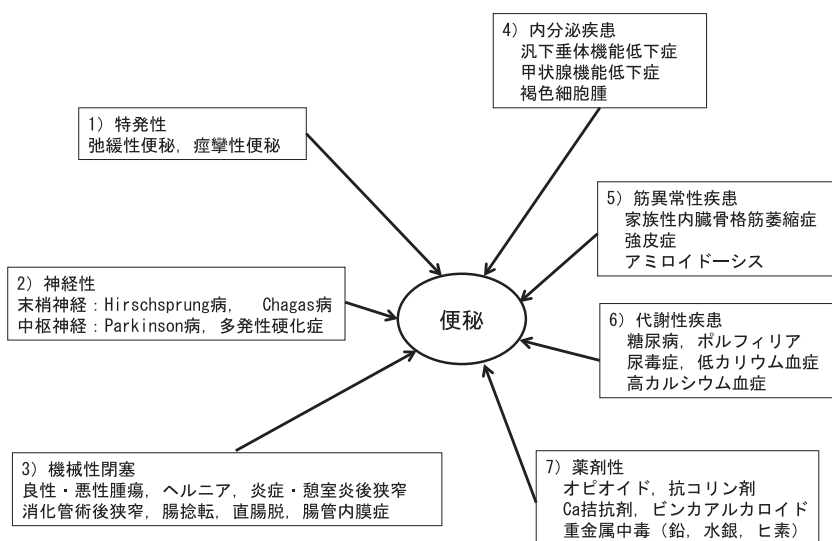 1) 特発性
弛緩性便秘, 痙攣性便秘
2) 神経性
末梢神経：Hirschsprung病, Chagas病
中枢神経：Parkinson病, 多発性硬化症
3) 機械性閉塞
良性・悪性腫瘍, ヘルニア, 炎症・憩室炎後狭窄
消化管術後狭窄, 腸捻転, 直腸脱, 腸管内膜症
4) 内分泌疾患
汎下垂体機能低下症
甲状腺機能低下症
褐色細胞腫
5) 筋異常性疾患
家族性内臓骨格筋萎縮症
強皮症
アミロイドーシス
6) 代謝性疾患
糖尿病, ポルフィリア
尿毒症, 低カリウム血症
高カルシウム血症
7) 薬剤性
オピオイド, 抗コリン剤
Ca拮抗剤, ビンカアルカロイド
重金属中毒（鉛, 水銀, ヒ素）
便秘